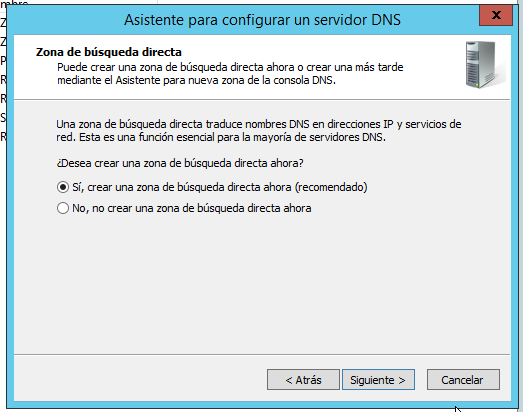 mbre
Asistente para configurar un servidor DNS
x
Zona de búsqueda directa
Puede crear una zona de búsqueda directa ahora o crear una más tarde
mediante el Asistente para nueva zona de la consola DNS.
Z
Z
P
R
R
S
R
Una zona de búsqueda directa traduce nombres DNS en direcciones IP y servicios de
red. Esta es una función esencial para la mayoría de servidores DNS.
¿Desea crear una zona de búsqueda directa ahora?
Sí, crear una zona de búsqueda directa ahora (recomendado)
No, no crear una zona de búsqueda directa ahora
< Atrás
Siguiente >
Cancelar